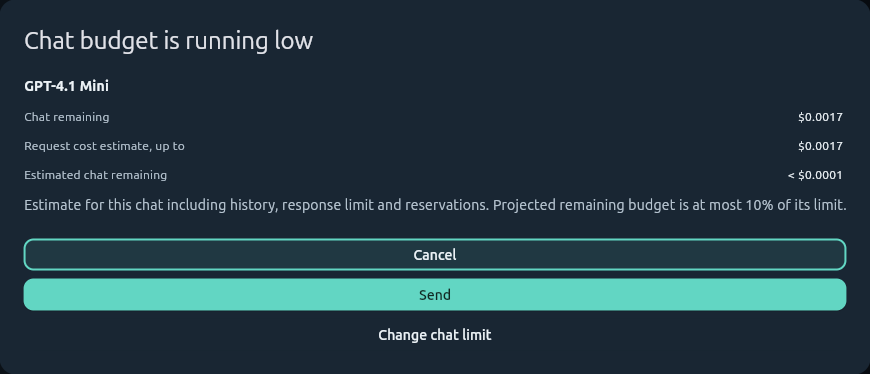 Chat budget is running low
GPT-4.1 Mini
Chat remaining $0.0017
Request cost estimate, up to $0.0017
Estimated chat remaining < $0.0001
Estimate for this chat including history, response limit and reservations. Projected remaining budget is at most 10% of its limit.
Cancel
Send
Change chat limit